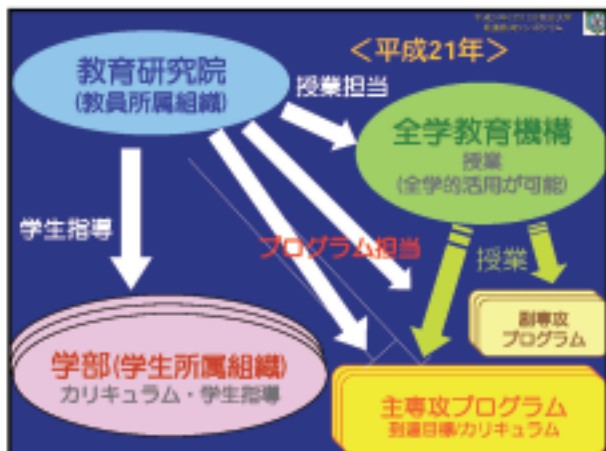 ＜平成21年＞
教育研究院
(教員所属組織)
授業担当
全学教育機構
授業
(全学的活用が可能)
学生指導
プログラム担当
授業
副専攻
プログラム
学部(学生所属組織)
カリキュラム・学生指導
主専攻プログラム
到達目標/カリキュラム